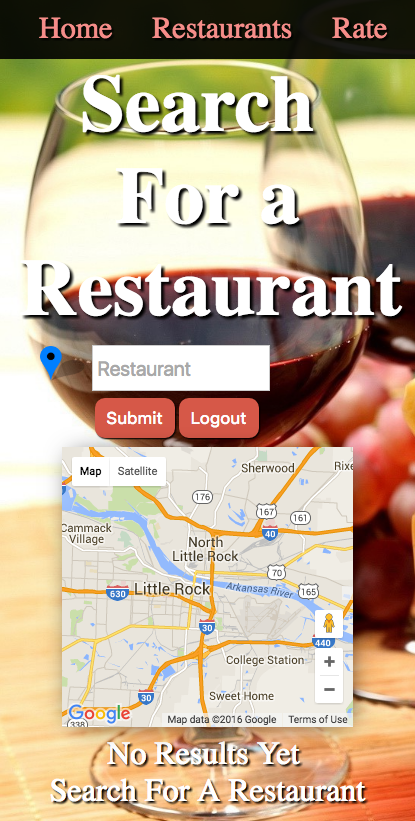 Home Restaurants Rate
Search
For a
Restaurant
Restaurant
Submit Logout
Map Satellite
Sherwood
176
167
161
Cammack
Village
North
Little Rock
40
70
630
Little Rock
Arkansas River
165
30
440
College Station
30
Sweet Home
338
Google
Map data ©2016 Google Terms of Use
No Results Yet
Search For A Restaurant